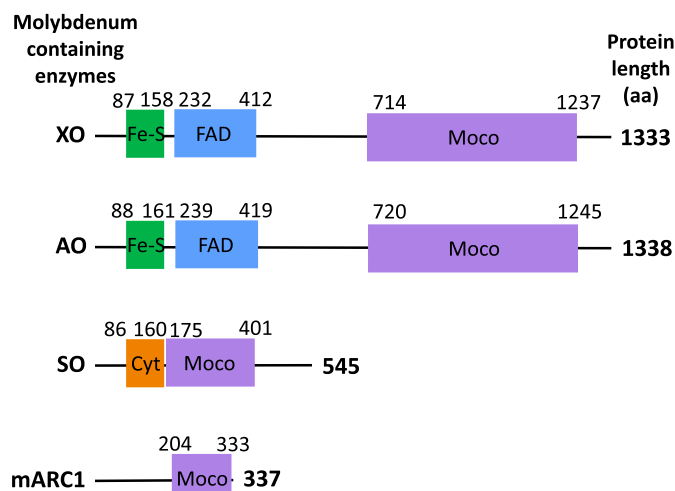 Molybdenum
containing
enzymes
Protein
length
(aa)
87 158 232 412 714 1237
XO Fe-S FAD Moco 1333
88 161 239 419 720 1245
AO Fe-S FAD Moco 1338
86 160 175 401
SO Cyt Moco 545
204 333
mARC1 Moco 337